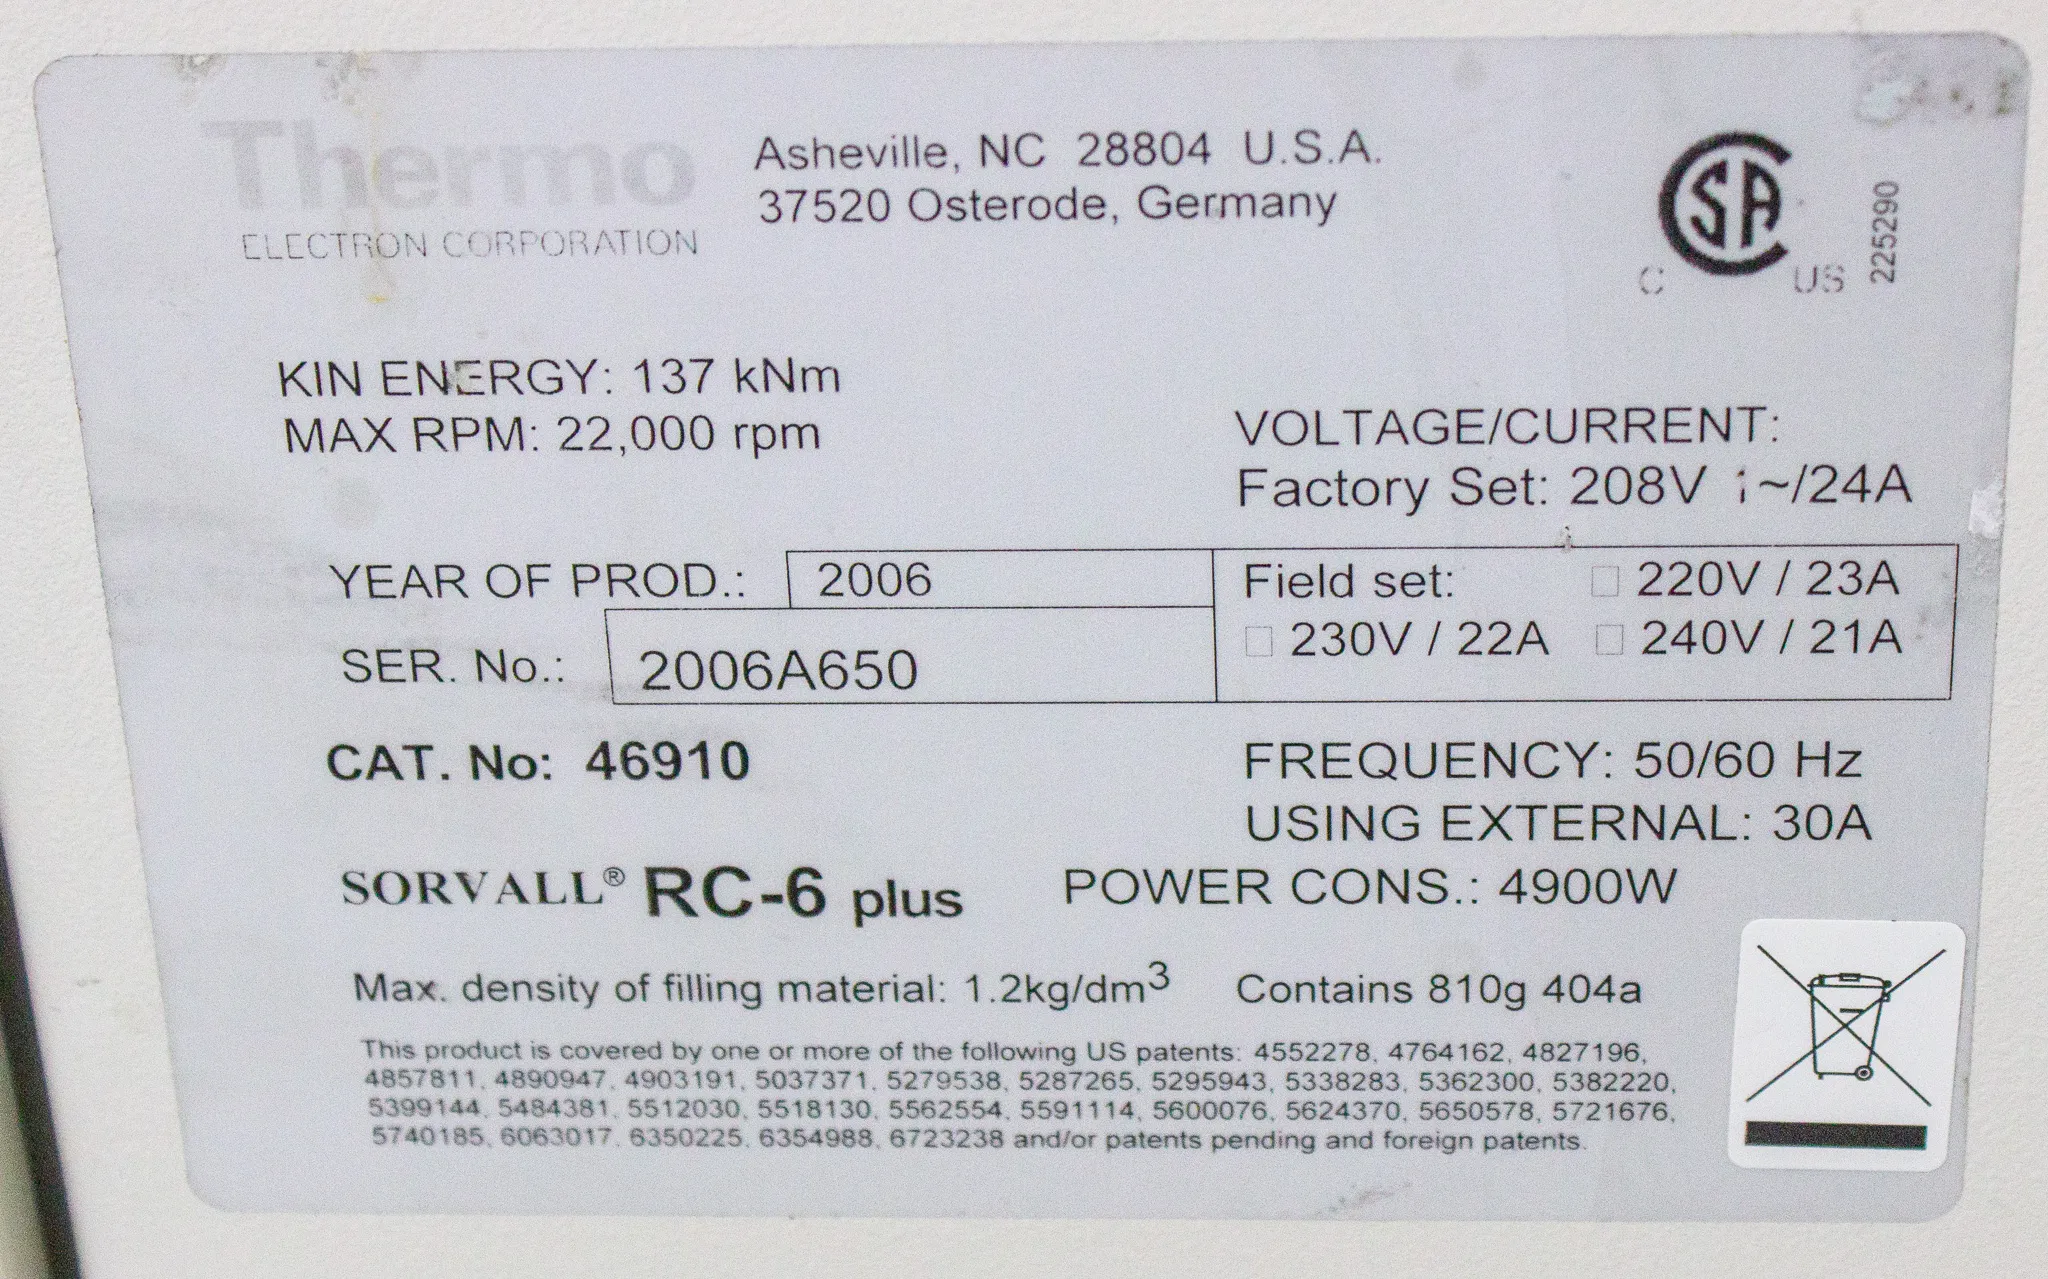 Thermo
ELECTRON CORPORATION
Asheville, NC 28804 U.S.A.
37520 Osterode, Germany
CSA
C US
225290
KIN ENERGY: 137 kNm
MAX RPM: 22,000 rpm
VOLTAGE/CURRENT:
Factory Set: 208V 1~/24A
YEAR OF PROD.: 2006
SER. No.: 2006A650
Field set: ☐ 220V / 23A
☐ 230V / 22A ☐ 240V / 21A
CAT. No: 46910
FREQUENCY: 50/60 Hz
USING EXTERNAL: 30A
SORVALL® RC-6 plus
POWER CONS.: 4900W
Max. density of filling material: 1.2kg/dm³ Contains 810g 404a
This product is covered by one or more of the following US patents: 4552278, 4764162, 4827196,
4857811, 4890947, 4903191, 5037371, 5279538, 5287265, 5295943, 5338283, 5362300, 5382220,
5399144, 5484381, 5512030, 5518130, 5562554, 5591114, 5600076, 5624370, 5650578, 5721676,
5740185, 6063017, 6350225, 6354988, 6723238 and/or patents pending and foreign patents.